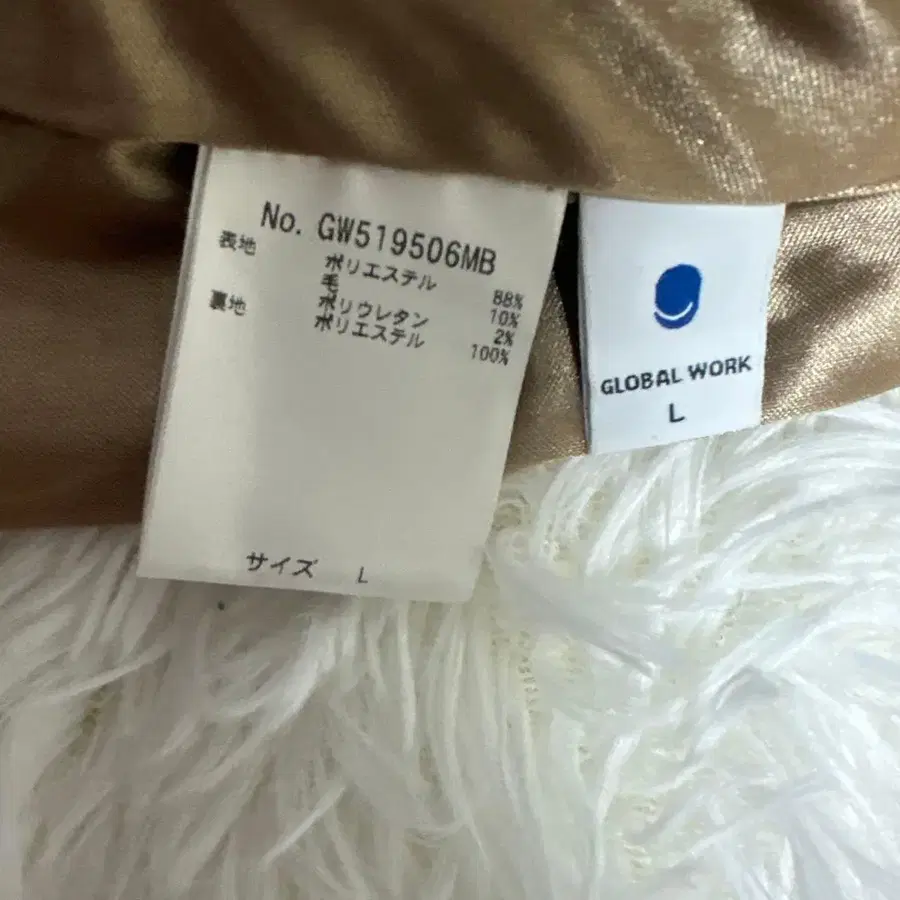 No. GW519506MB
表地 ポリエステル 88%
毛 10%
ポリウレタン 2%
裏地 ポリエステル 100%
サイズ L
GLOBAL WORK
L